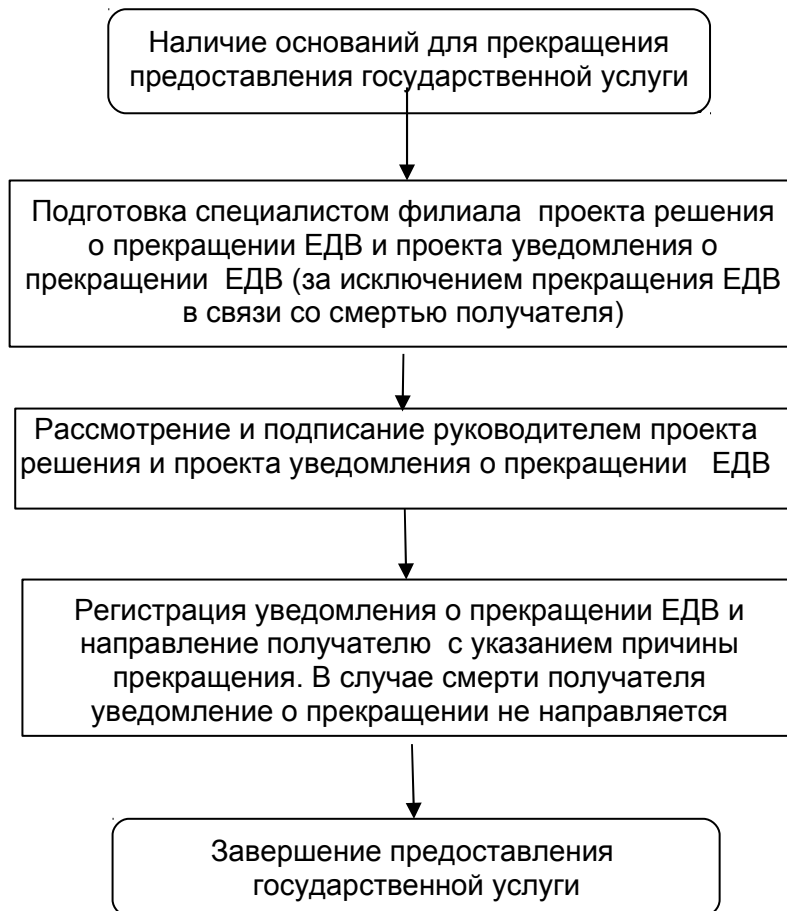 Наличие оснований для прекращения
предоставления государственной услуги
Подготовка специалистом филиала проекта решения
о прекращении ЕДВ и проекта уведомления о
прекращении ЕДВ (за исключением прекращения ЕДВ
в связи со смертью получателя)
Рассмотрение и подписание руководителем проекта
решения и проекта уведомления о прекращении ЕДВ
Регистрация уведомления о прекращении ЕДВ и
направление получателю с указанием причины
прекращения. В случае смерти получателя
уведомление о прекращении не направляется
Завершение предоставления
государственной услуги